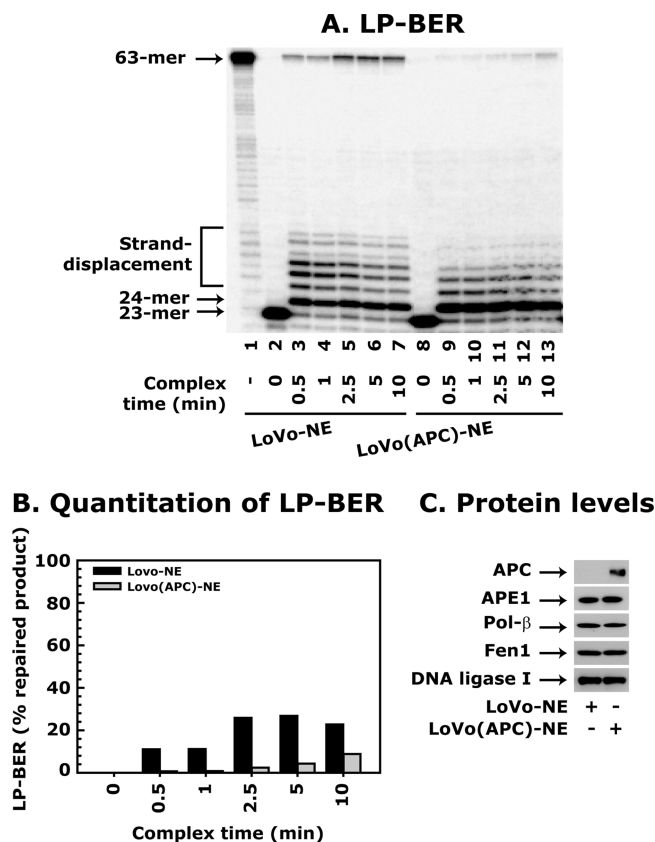 A. LP-BER
63-mer
Strand-
displacement
24-mer
23-mer
1 2 3 4 5 6 7 8 9 10 11 12 13
Complex
time (min)
- 0 0.5 1 2.5 5 10 0 0.5 1 2.5 5 10
LoVo-NE
LoVo(APC)-NE
B. Quantitation of LP-BER
LP-BER (% repaired product)
100
80
60
40
20
0
Lovo-NE
Lovo(APC)-NE
0 0.5 1 2.5 5 10
Complex time (min)
C. Protein levels
APC
APE1
Pol-β
Fen1
DNA ligase I
LoVo-NE + -
LoVo(APC)-NE - +